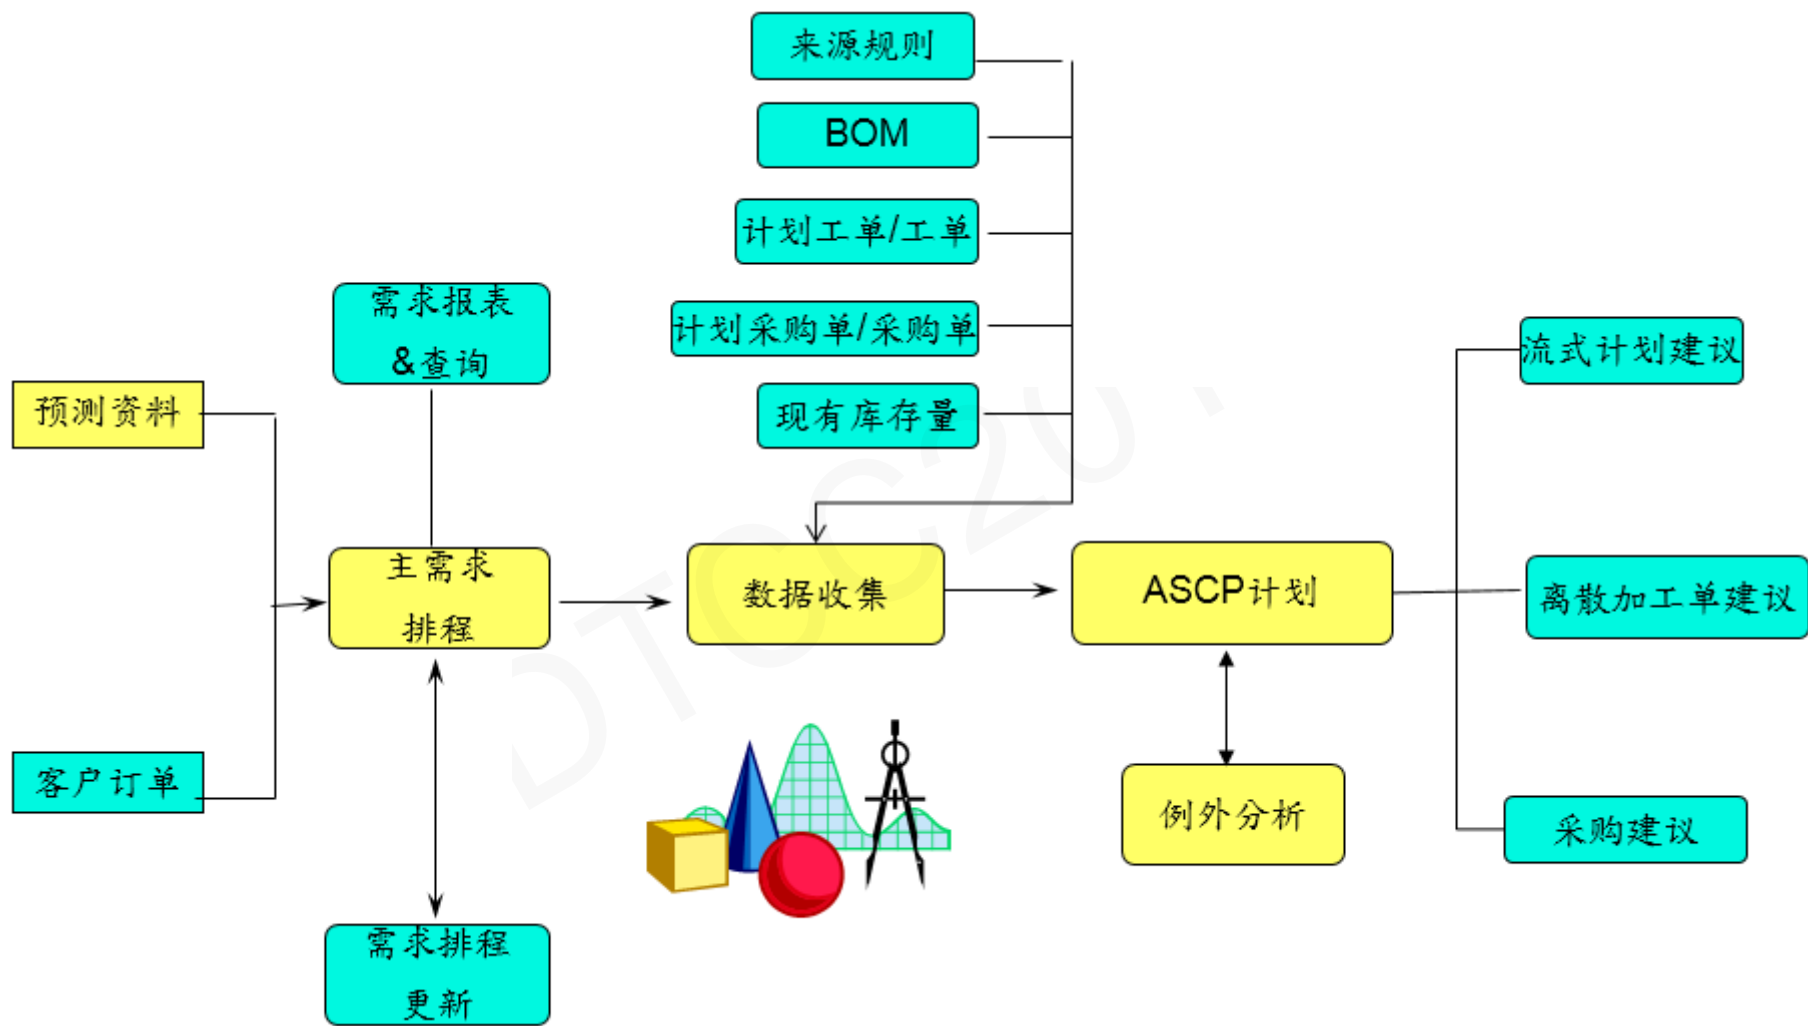 来源规则
BOM
计划工单/工单
计划采购单/采购单
现有库存量
需求报表
&查询
预测资料
客户订单
主需求
排程
需求排程
更新
数据收集
ASCP计划
例外分析
流式计划建议
离散加工单建议
采购建议